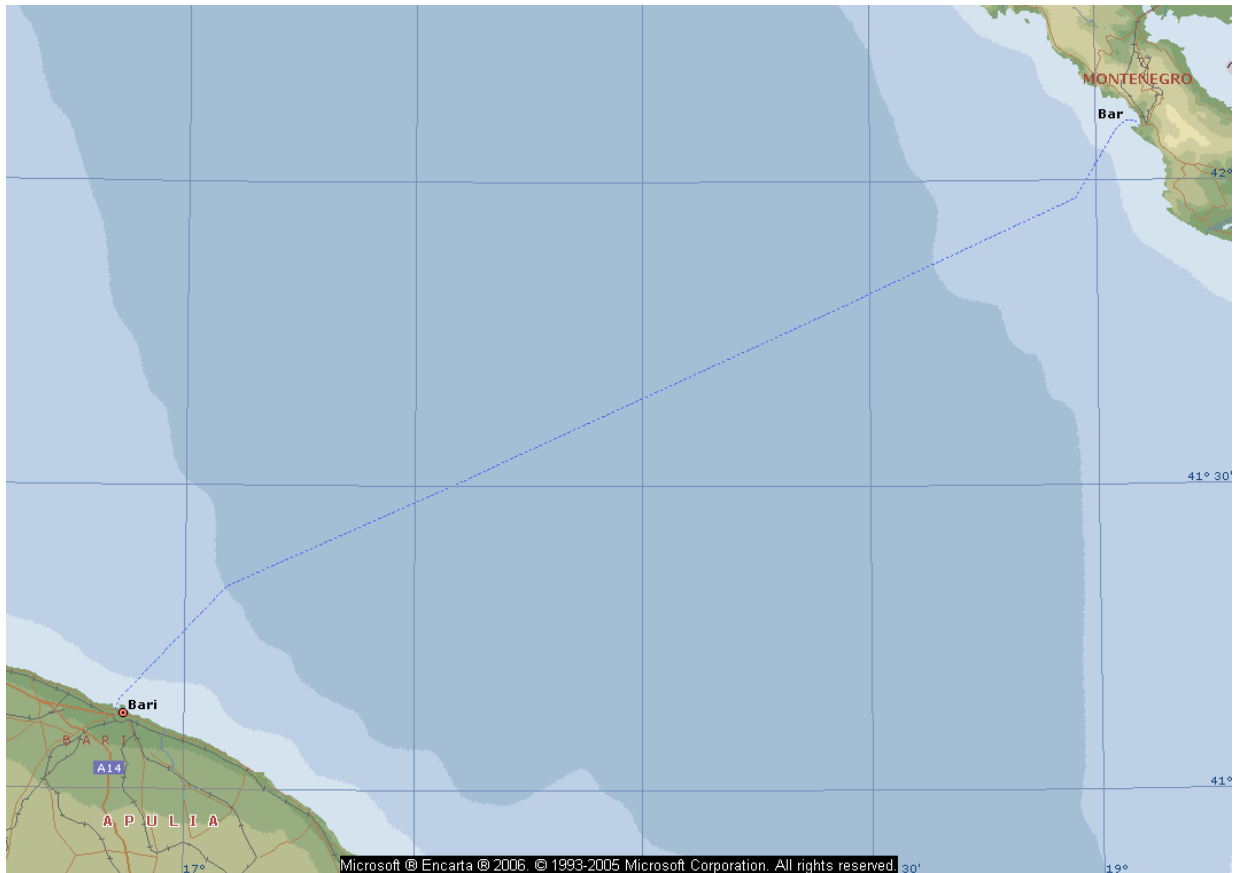 MONTENEGRO
Bar
42°
41° 30'
Bari
BARI
A14
APULIA
41°
17°
Microsoft ® Encarta ® 2006. © 1993-2005 Microsoft Corporation. All rights reserved.
30'
19°